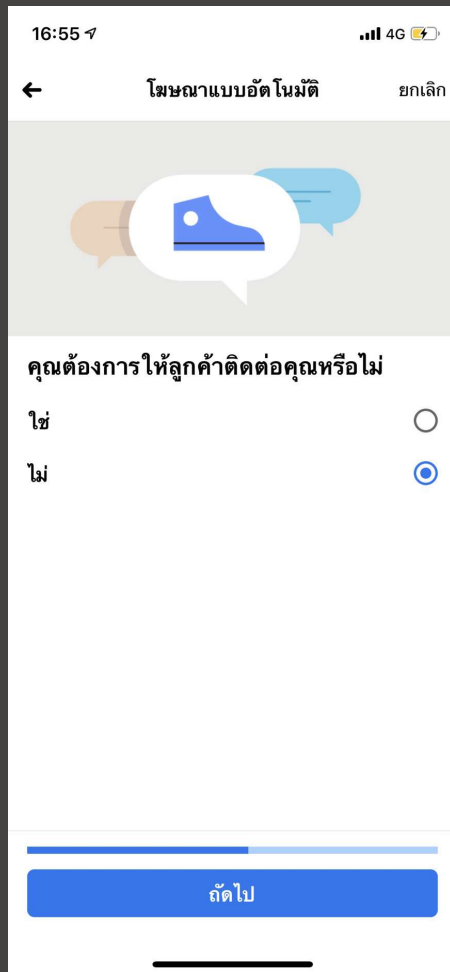 16:55
4G
โฆษณาแบบอัตโนมัติ
ยกเลิก
คุณต้องการให้ลูกค้าติดต่อคุณหรือไม่
ใช่
ไม่
ถัดไป